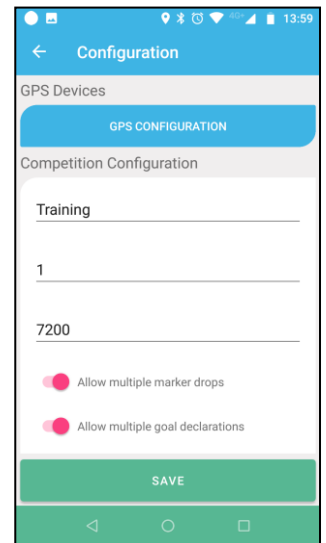 4G+ 13:59
Configuration
GPS Devices
GPS CONFIGURATION
Competition Configuration
Training
1
7200
Allow multiple marker drops
Allow multiple goal declarations
SAVE